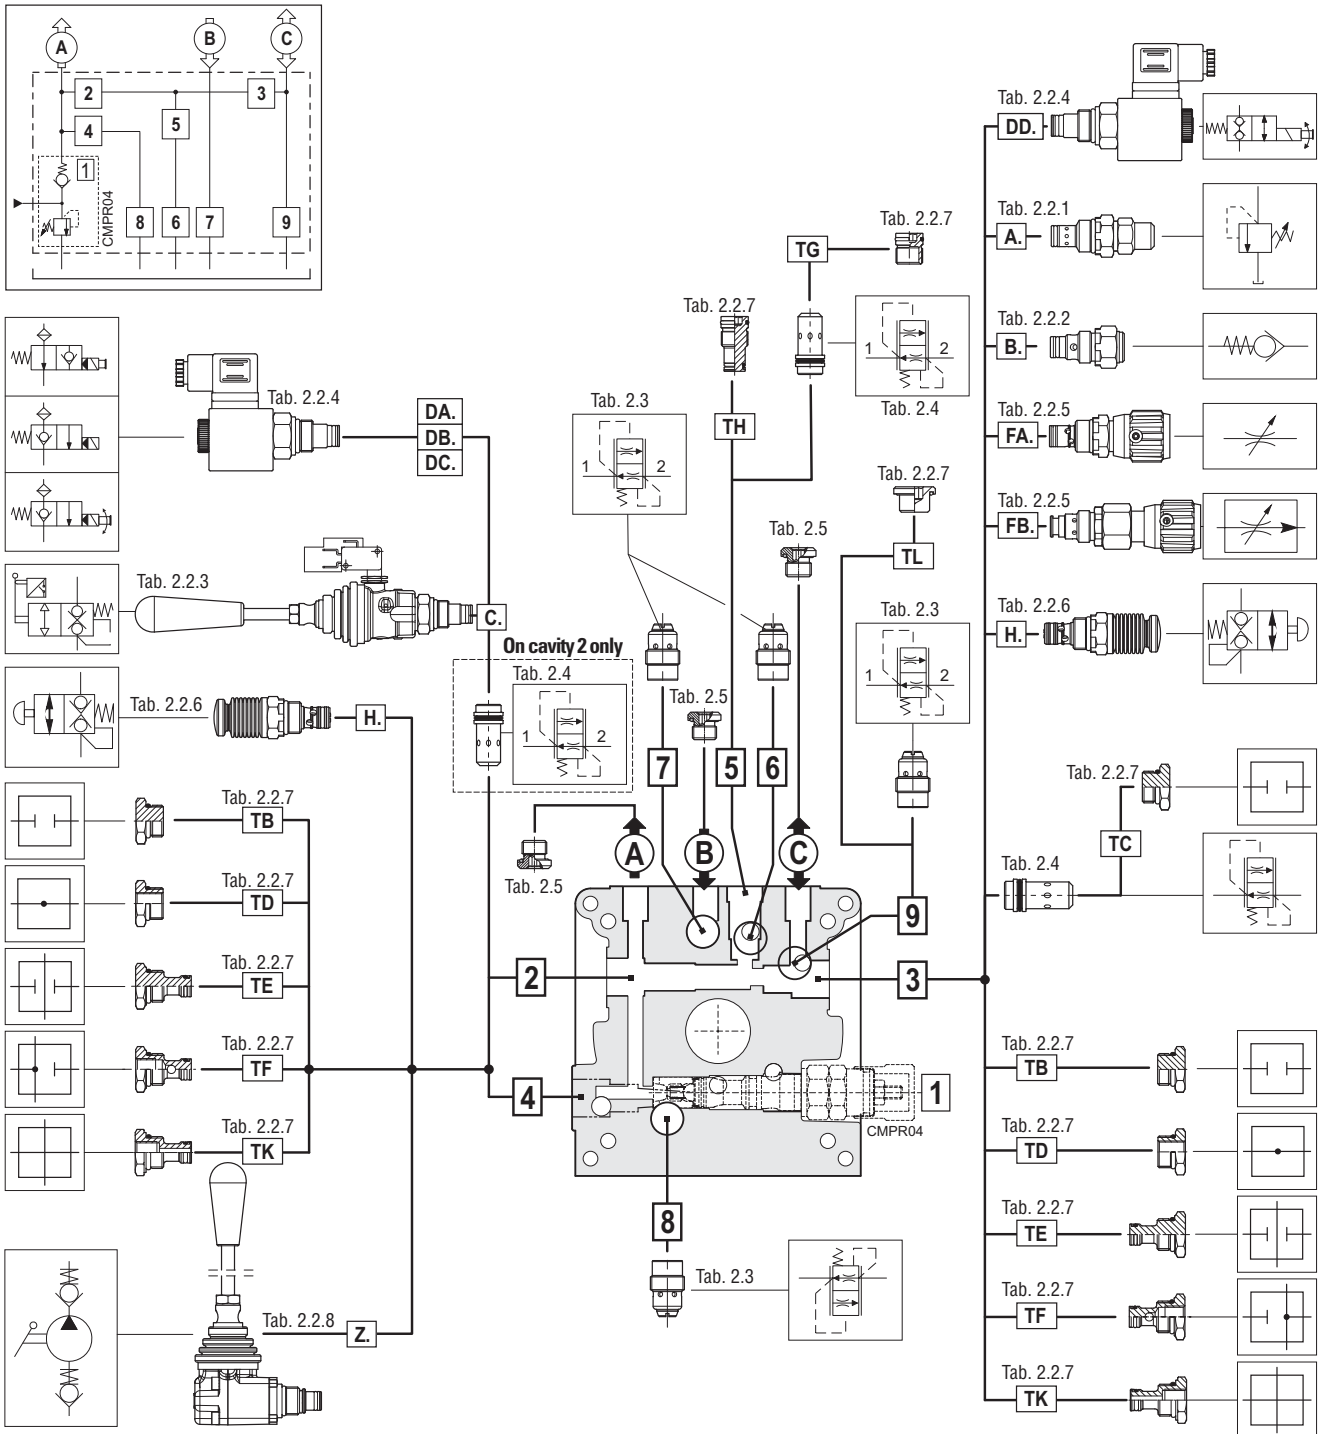 A
B
C
2
3
4
5
1
CMPR04
8
6
7
9
Tab. 2.2.4
DA.
DB.
DC.
Tab. 2.2.3
C.
On cavity 2 only
Tab. 2.4
1
2
Tab. 2.2.6
H.
Tab. 2.2.7
TB
Tab. 2.2.7
TD
Tab. 2.2.7
TE
Tab. 2.2.7
TF
Tab. 2.2.7
TK
Tab. 2.2.8
Z.
Tab. 2.3
1
2
Tab. 2.2.7
TH
TG
Tab. 2.2.7
1
2
Tab. 2.4
Tab. 2.2.7
TL
Tab. 2.5
Tab. 2.3
1
2
Tab. 2.5
7
5
6
Tab. 2.5
A
B
C
9
2
3
4
1
CMPR04
8
Tab. 2.3
Tab. 2.2.4
DD.
Tab. 2.2.1
A.
Tab. 2.2.2
B.
Tab. 2.2.5
FA.
Tab. 2.2.5
FB.
Tab. 2.2.6
H.
Tab. 2.2.7
TC
Tab. 2.4
Tab. 2.2.7
TB
Tab. 2.2.7
TD
Tab. 2.2.7
TE
Tab. 2.2.7
TF
Tab. 2.2.7
TK